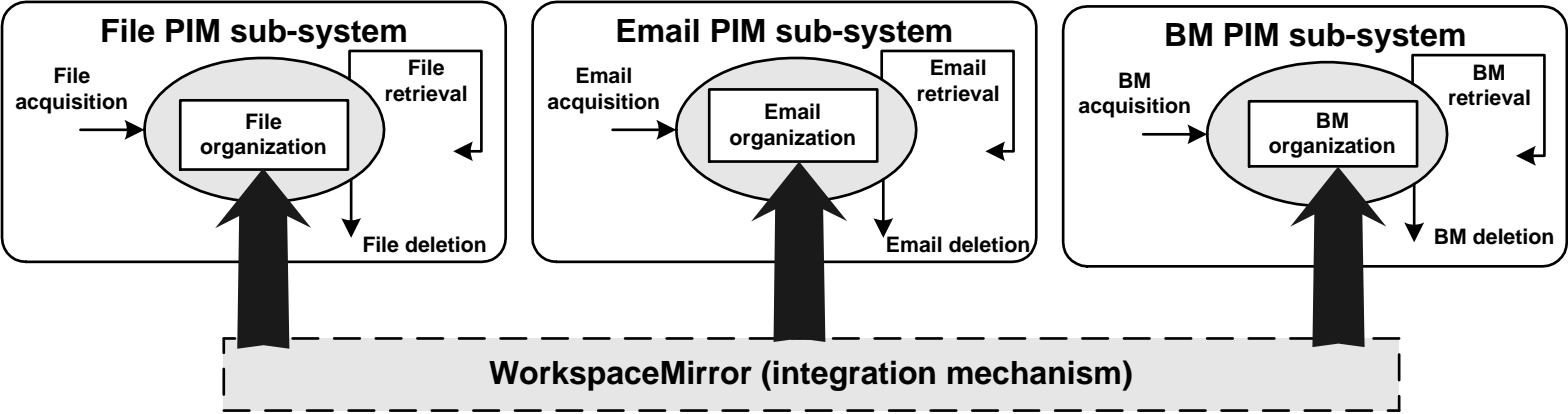 File PIM sub-system
File
acquisition
File
retrieval
File
organization
File deletion
Email PIM sub-system
Email
acquisition
Email
retrieval
Email
organization
Email deletion
BM PIM sub-system
BM
acquisition
BM
retrieval
BM
organization
BM deletion
WorkspaceMirror (integration mechanism)